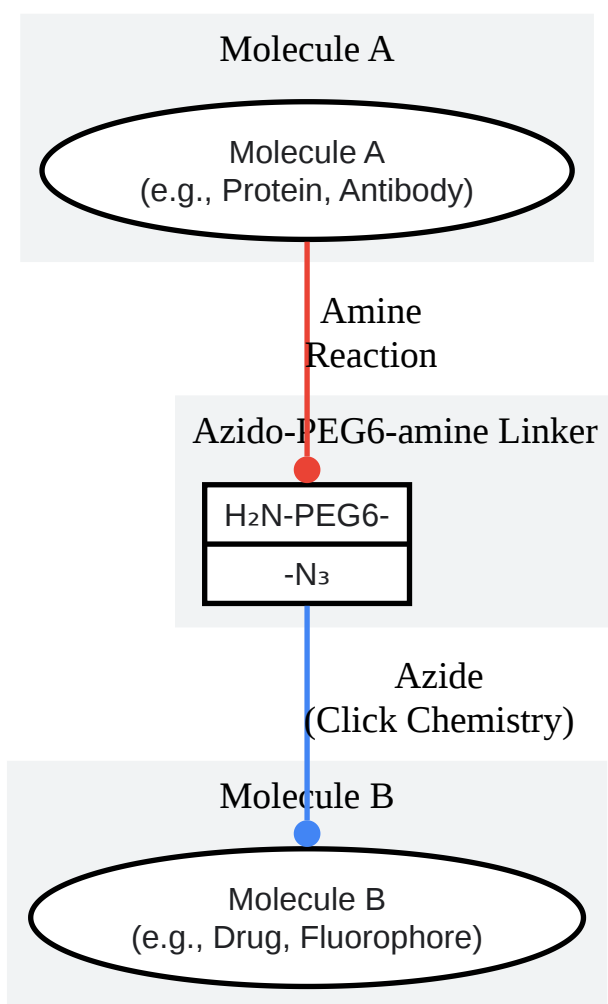 Molecule A
Molecule A
(e.g., Protein, Antibody)
Amine
Reaction
Azido-PEG6-amine Linker
H₂N-PEG6-
-N₃
Azide
(Click Chemistry)
Molecule B
Molecule B
(e.g., Drug, Fluorophore)